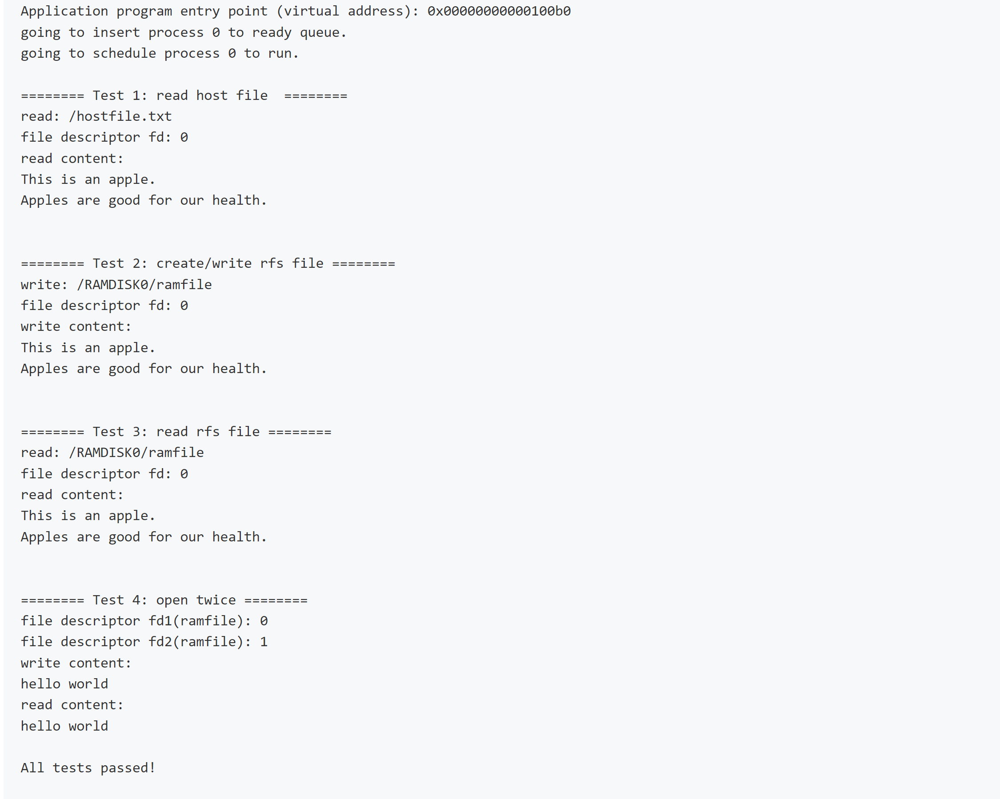 Application program entry point (virtual address): 0x00000000000100b0
going to insert process 0 to ready queue.
going to schedule process 0 to run.
======== Test 1: read host file  ========
read: /hostfile.txt
file descriptor fd: 0
read content:
This is an apple.
Apples are good for our health.
======== Test 2: create/write rfs file ========
write: /RAMDISK0/ramfile
file descriptor fd: 0
write content:
This is an apple.
Apples are good for our health.
======== Test 3: read rfs file ========
read: /RAMDISK0/ramfile
file descriptor fd: 0
read content:
This is an apple.
Apples are good for our health.
======== Test 4: open twice ========
file descriptor fd1(ramfile): 0
file descriptor fd2(ramfile): 1
write content:
hello world
read content:
hello world
All tests passed!